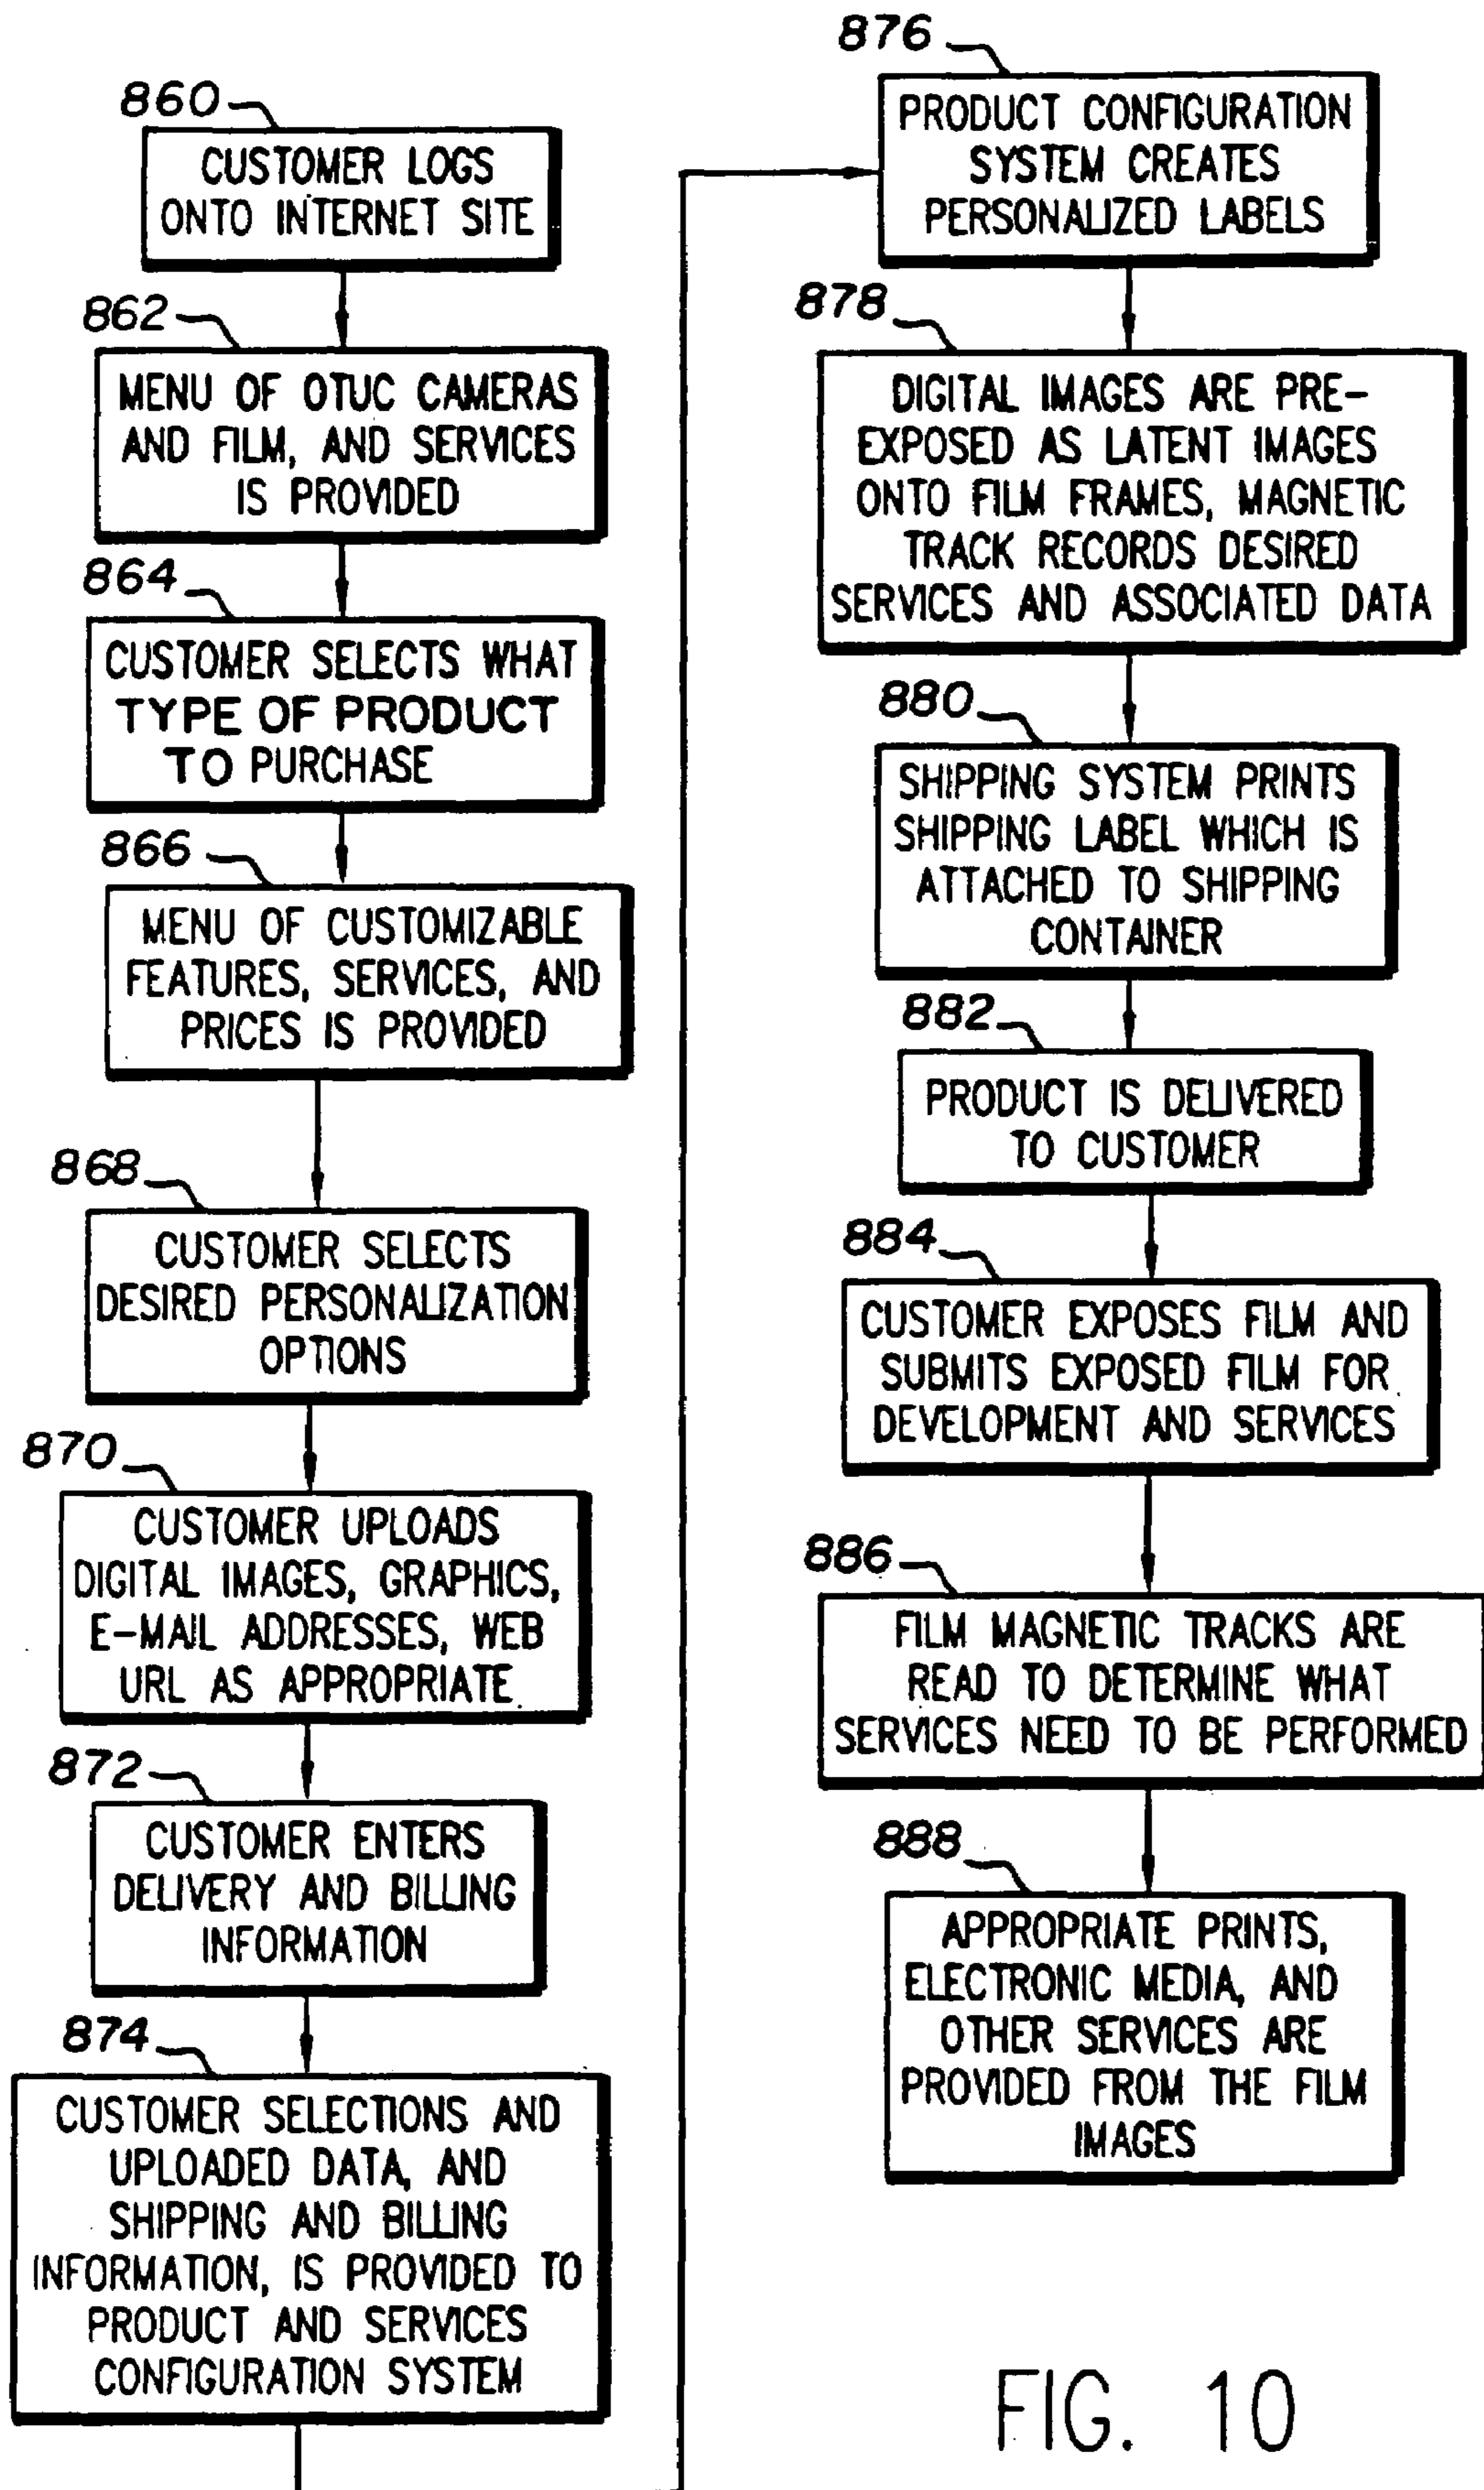 860
CUSTOMER LOGS
ONTO INTERNET SITE
862
MENU OF OTUC CAMERAS
AND FILM, AND SERVICES
IS PROVIDED
864
CUSTOMER SELECTS WHAT
TYPE OF PRODUCT
TO PURCHASE
866
MENU OF CUSTOMIZABLE
FEATURES, SERVICES, AND
PRICES IS PROVIDED
868
CUSTOMER SELECTS
DESIRED PERSONALIZATION
OPTIONS
870
CUSTOMER UPLOADS
DIGITAL IMAGES, GRAPHICS,
E-MAIL ADDRESSES, WEB
URL AS APPROPRIATE
872
CUSTOMER ENTERS
DELIVERY AND BILLING
INFORMATION
874
CUSTOMER SELECTIONS AND
UPLOADED DATA, AND
SHIPPING AND BILLING
INFORMATION, IS PROVIDED TO
PRODUCT AND SERVICES
CONFIGURATION SYSTEM
876
PRODUCT CONFIGURATION
SYSTEM CREATES
PERSONALIZED LABELS
878
DIGITAL IMAGES ARE PRE-
EXPOSED AS LATENT IMAGES
ONTO FILM FRAMES, MAGNETIC
TRACK RECORDS DESIRED
SERVICES AND ASSOCIATED DATA
880
SHIPPING SYSTEM PRINTS
SHIPPING LABEL WHICH IS
ATTACHED TO SHIPPING
CONTAINER
882
PRODUCT IS DELIVERED
TO CUSTOMER
884
CUSTOMER EXPOSES FILM AND
SUBMITS EXPOSED FILM FOR
DEVELOPMENT AND SERVICES
886
FILM MAGNETIC TRACKS ARE
READ TO DETERMINE WHAT
SERVICES NEED TO BE PERFORMED
888
APPROPRIATE PRINTS,
ELECTRONIC MEDIA, AND
OTHER SERVICES ARE
PROVIDED FROM THE FILM
IMAGES
FIG. 10